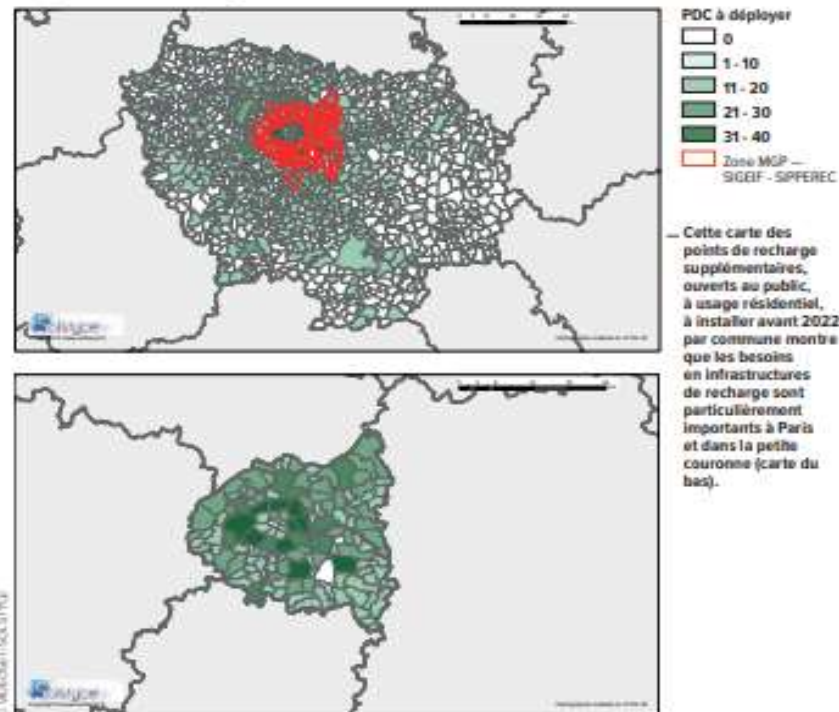 PDC à déployer
0
1 - 10
11 - 20
21 - 30
31 - 40
Zone MGP —
SIGEIF - SIPPEREC
— Cette carte des
points de recharge
supplémentaires,
ouverts au public,
à usage résidentiel,
à installer avant 2022
par commune montre
que les besoins
en infrastructures
de recharge sont
particulièrement
importants à Paris
et dans la petite
couronne (carte du
bas).